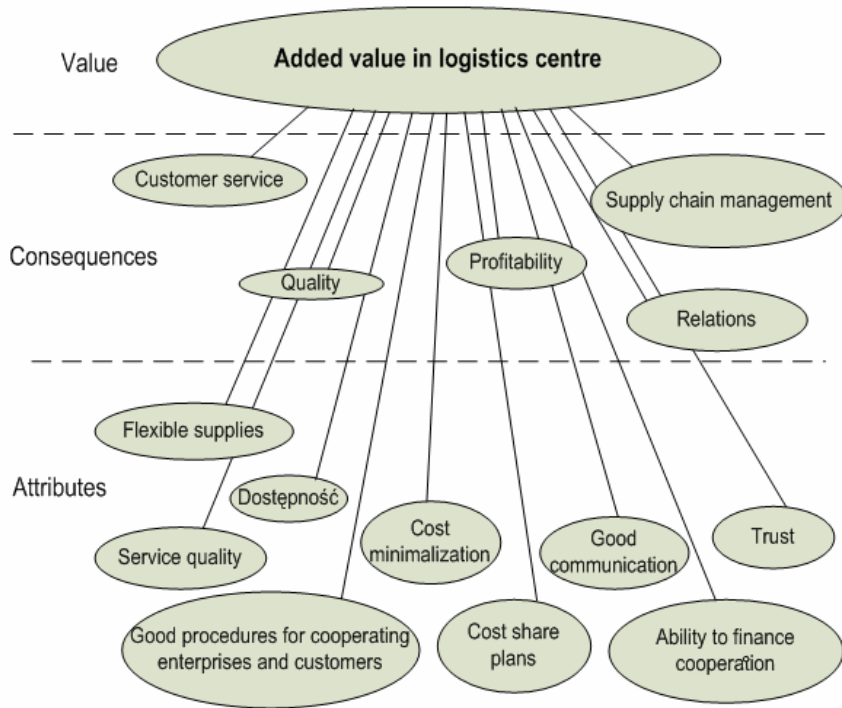 Value
Added value in logistics centre
Customer service
Supply chain management
Consequences
Quality
Profitability
Relations
Flexible supplies
Attributes
Dostępność
Service quality
Cost
minimalization
Good
communication
Trust
Good procedures for cooperating
enterprises and customers
Cost share
plans
Ability to finance
cooperation